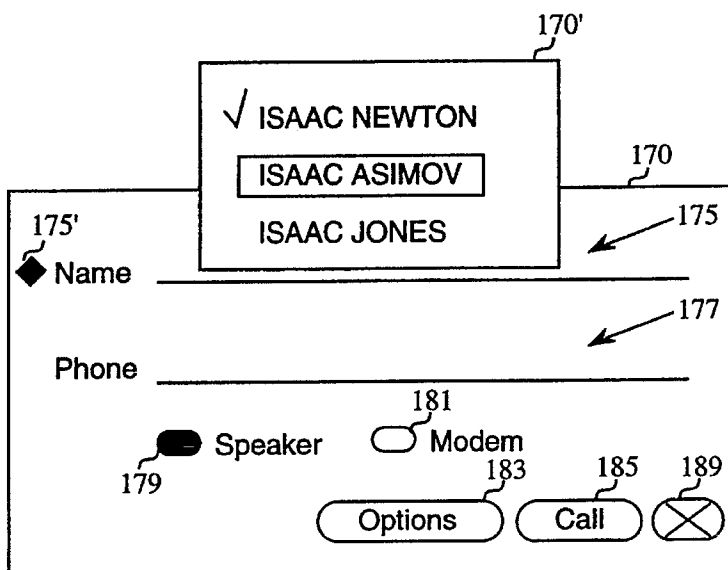 170'
√ ISAAC NEWTON
ISAAC ASIMOV
170
ISAAC JONES
175'
175
Name
177
Phone
181
Speaker
Modem
179
183
185
189
Options
Call